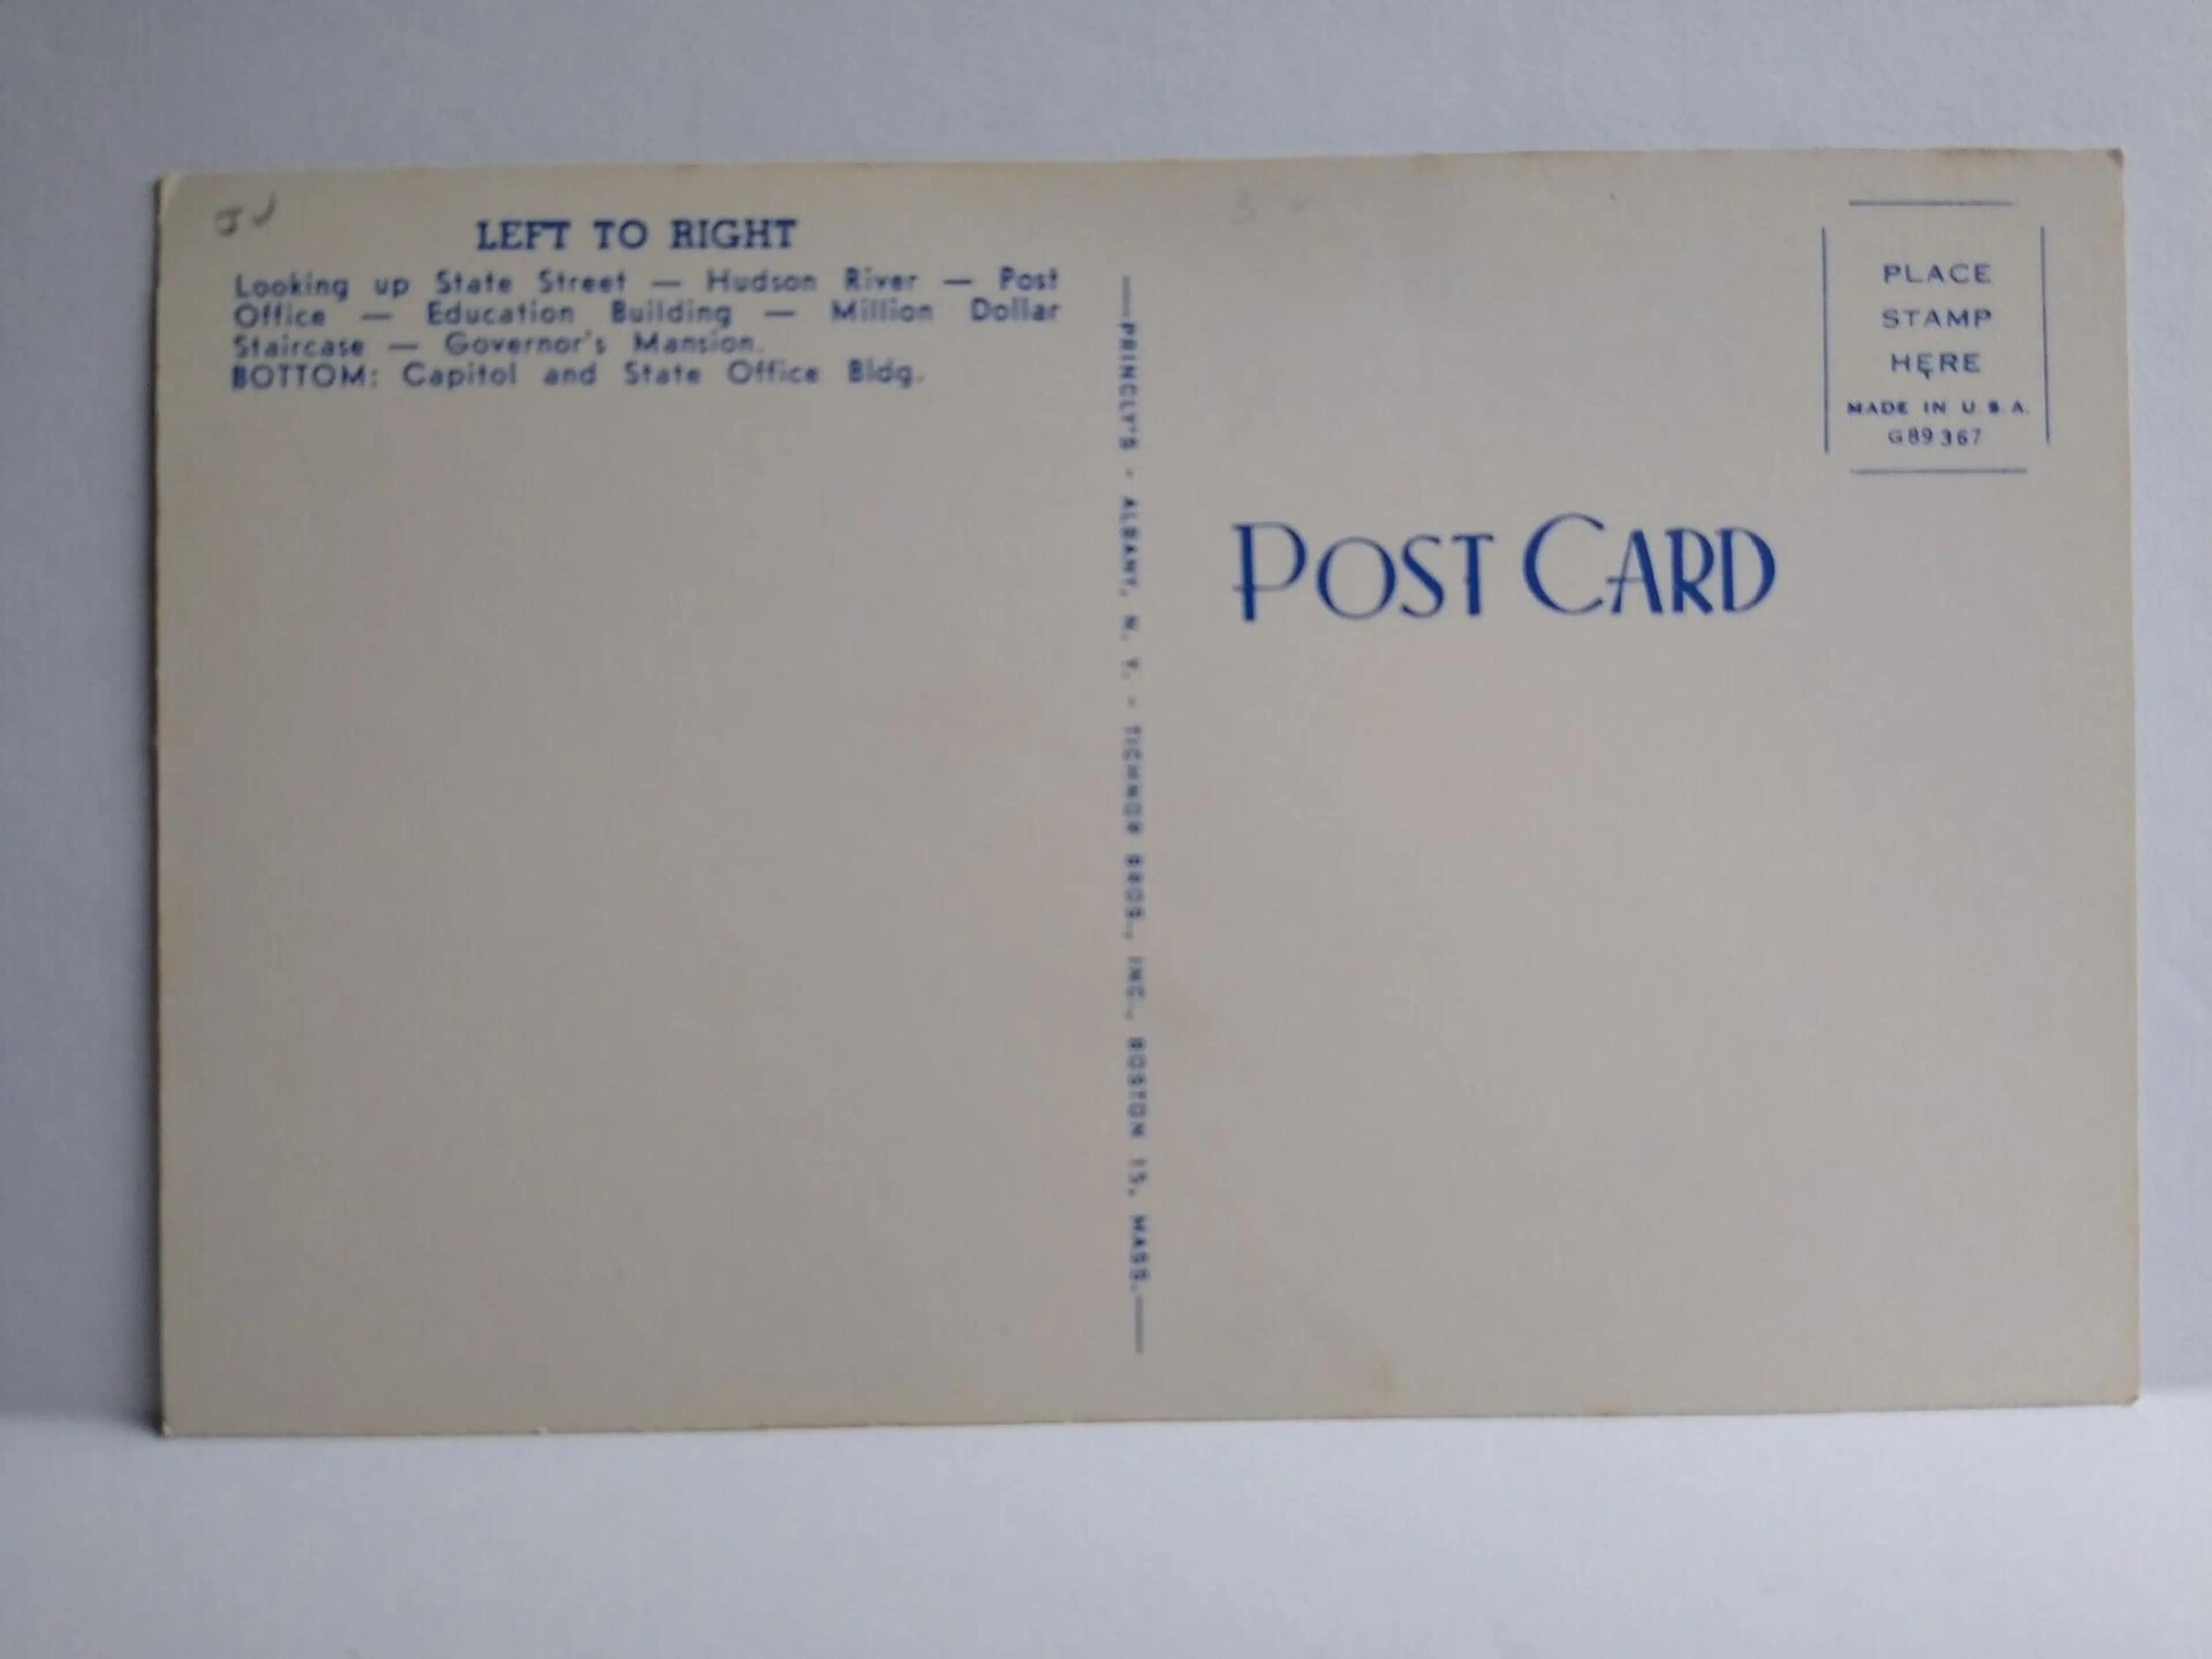 LEFT TO RIGHT
Looking up State Street — Hudson River — Post
Office — Education Building — Million Dollar
Staircase — Governor's Mansion.
BOTTOM: Capitol and State Office Bldg.
—PRINCLY'S - ALBANY, N. Y. - TICHNOR BROS., INC., BOSTON 15, MASS.—
PLACE
STAMP
HERE
MADE IN U.S.A.
G89367
POST CARD